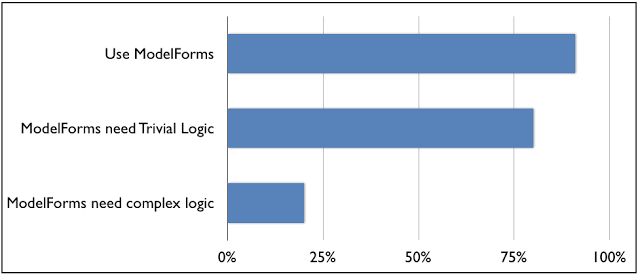 Use ModelForms
ModelForms need Trivial Logic
ModelForms need complex logic
0% 25% 50% 75% 100%